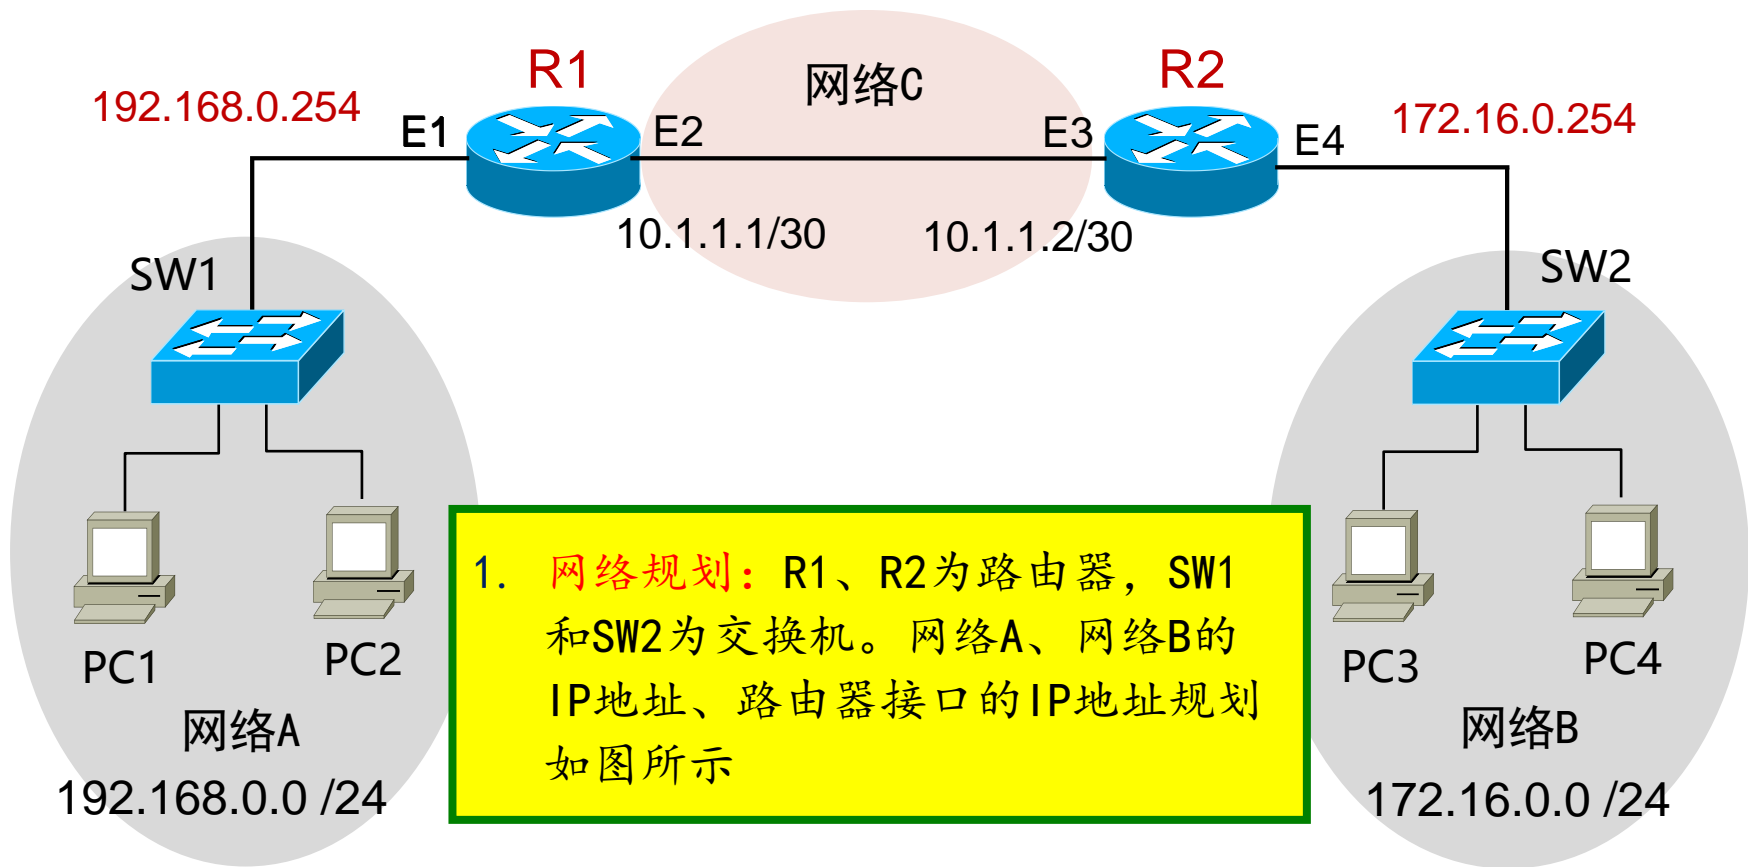 R1
网络C
R2
192.168.0.254
172.16.0.254
E1
E2
E3
E4
10.1.1.1/30
10.1.1.2/30
SW1
SW2
1. 网络规划：R1、R2为路由器，SW1
和SW2为交换机。网络A、网络B的
IP地址、路由器接口的IP地址规划
如图所示
PC1
PC2
PC3
PC4
网络A
网络B
192.168.0.0 /24
172.16.0.0 /24